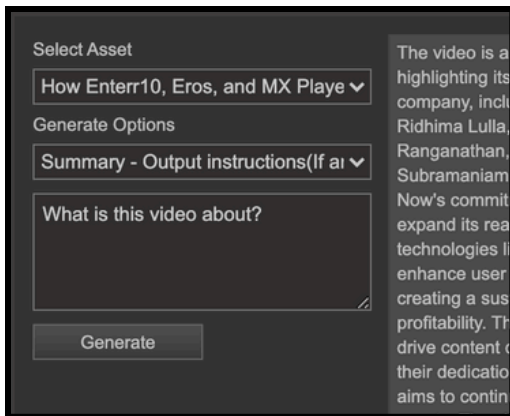 Select Asset
How Enterr10, Eros, and MX Playe
Generate Options
Summary - Output instructions(If ar
What is this video about?
Generate
The video is a
highlighting its
company, inclu
Ridhima Lulla,
Ranganathan,
Subramaniam
Now's commit
expand its rea
technologies li
enhance user
creating a sus
profitability. Th
drive content c
their dedicatio
aims to contin